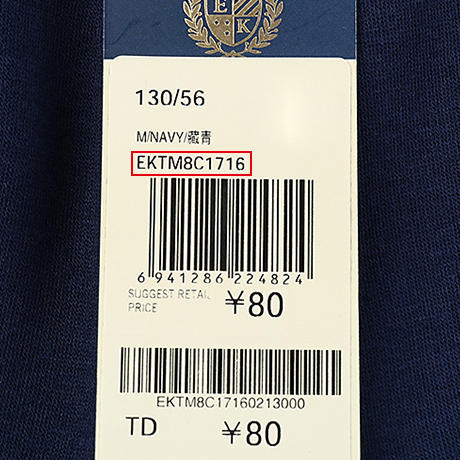 E K
130/56
M/NAVY/藏青
EKTM8C1716
6 941286 224824
SUGGEST RETAIL
PRICE ¥80
EKTM8C17160213000
TD ¥80